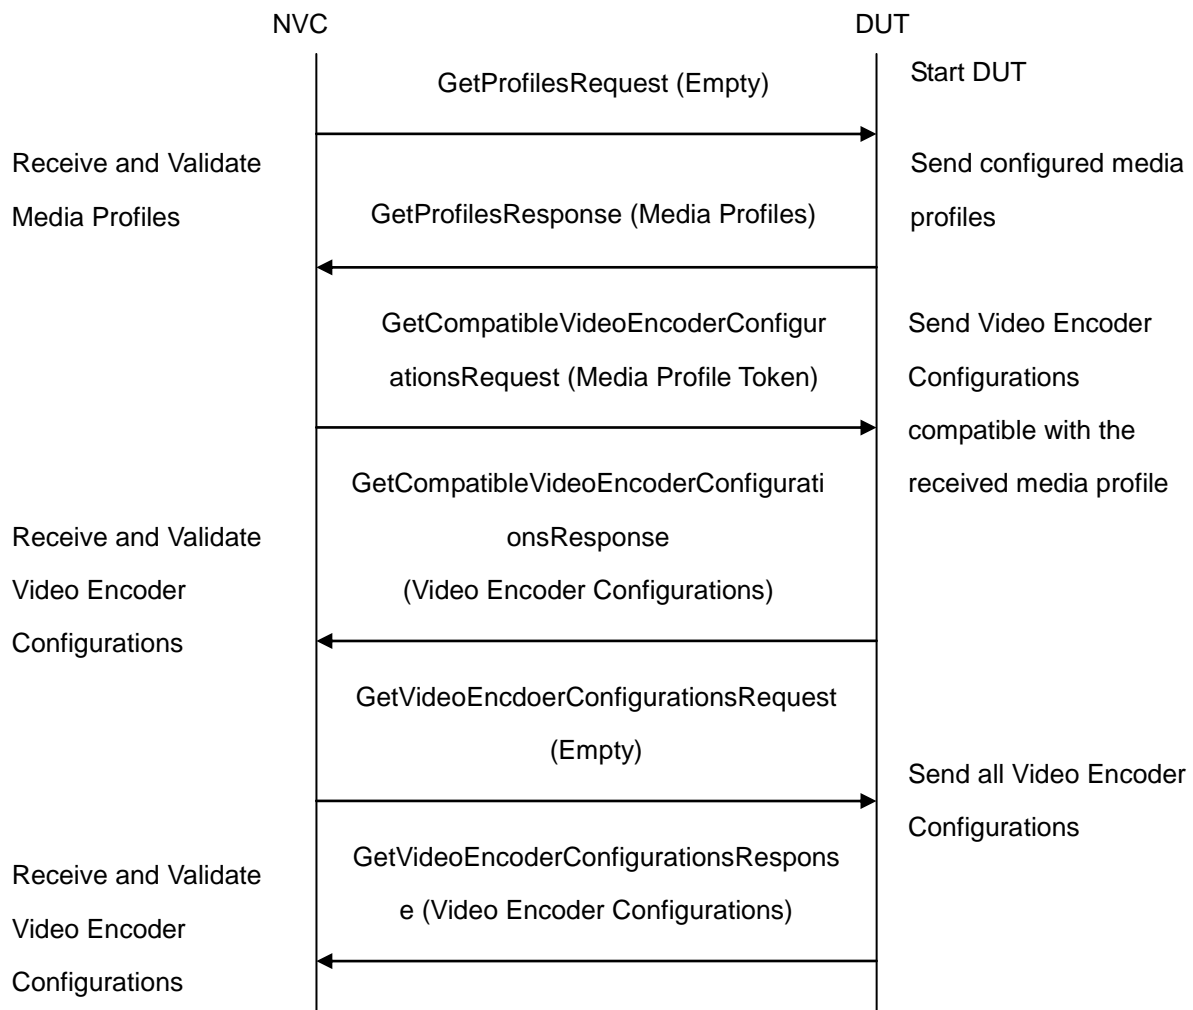 NVC
DUT
Start DUT
GetProfilesRequest (Empty)
Receive and Validate
Media Profiles
Send configured media
profiles
GetProfilesResponse (Media Profiles)
GetCompatibleVideoEncoderConfigur
ationsRequest (Media Profile Token)
Send Video Encoder
Configurations
compatible with the
received media profile
GetCompatibleVideoEncoderConfigurati
onsResponse
(Video Encoder Configurations)
Receive and Validate
Video Encoder
Configurations
GetVideoEncdoerConfigurationsRequest
(Empty)
Send all Video Encoder
Configurations
GetVideoEncoderConfigurationsRespons
e (Video Encoder Configurations)
Receive and Validate
Video Encoder
Configurations